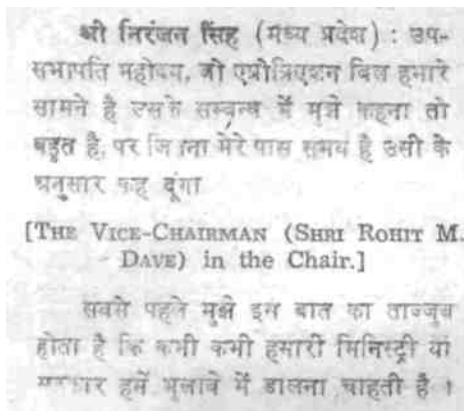 श्री निरंजन सिंह (मध्य प्रदेश) : उप-
सभापति महोदय, जो एप्रोप्रिएशन बिल हमारे
सामने है उसके सम्बन्ध में मुझे कहना तो
बहुत है, पर जितना मेरे पास समय है उसी के
अनुसार कह दूंगा
[THE VICE-CHAIRMAN (SHRI ROHIT M.
DAVE) in the Chair.]
सबसे पहले मुझे इस बात का ताज्जुब
होता है कि कभी कभी हमारी मिनिस्ट्री या
सरकार हमें भुलावे में डालना चाहती है ।